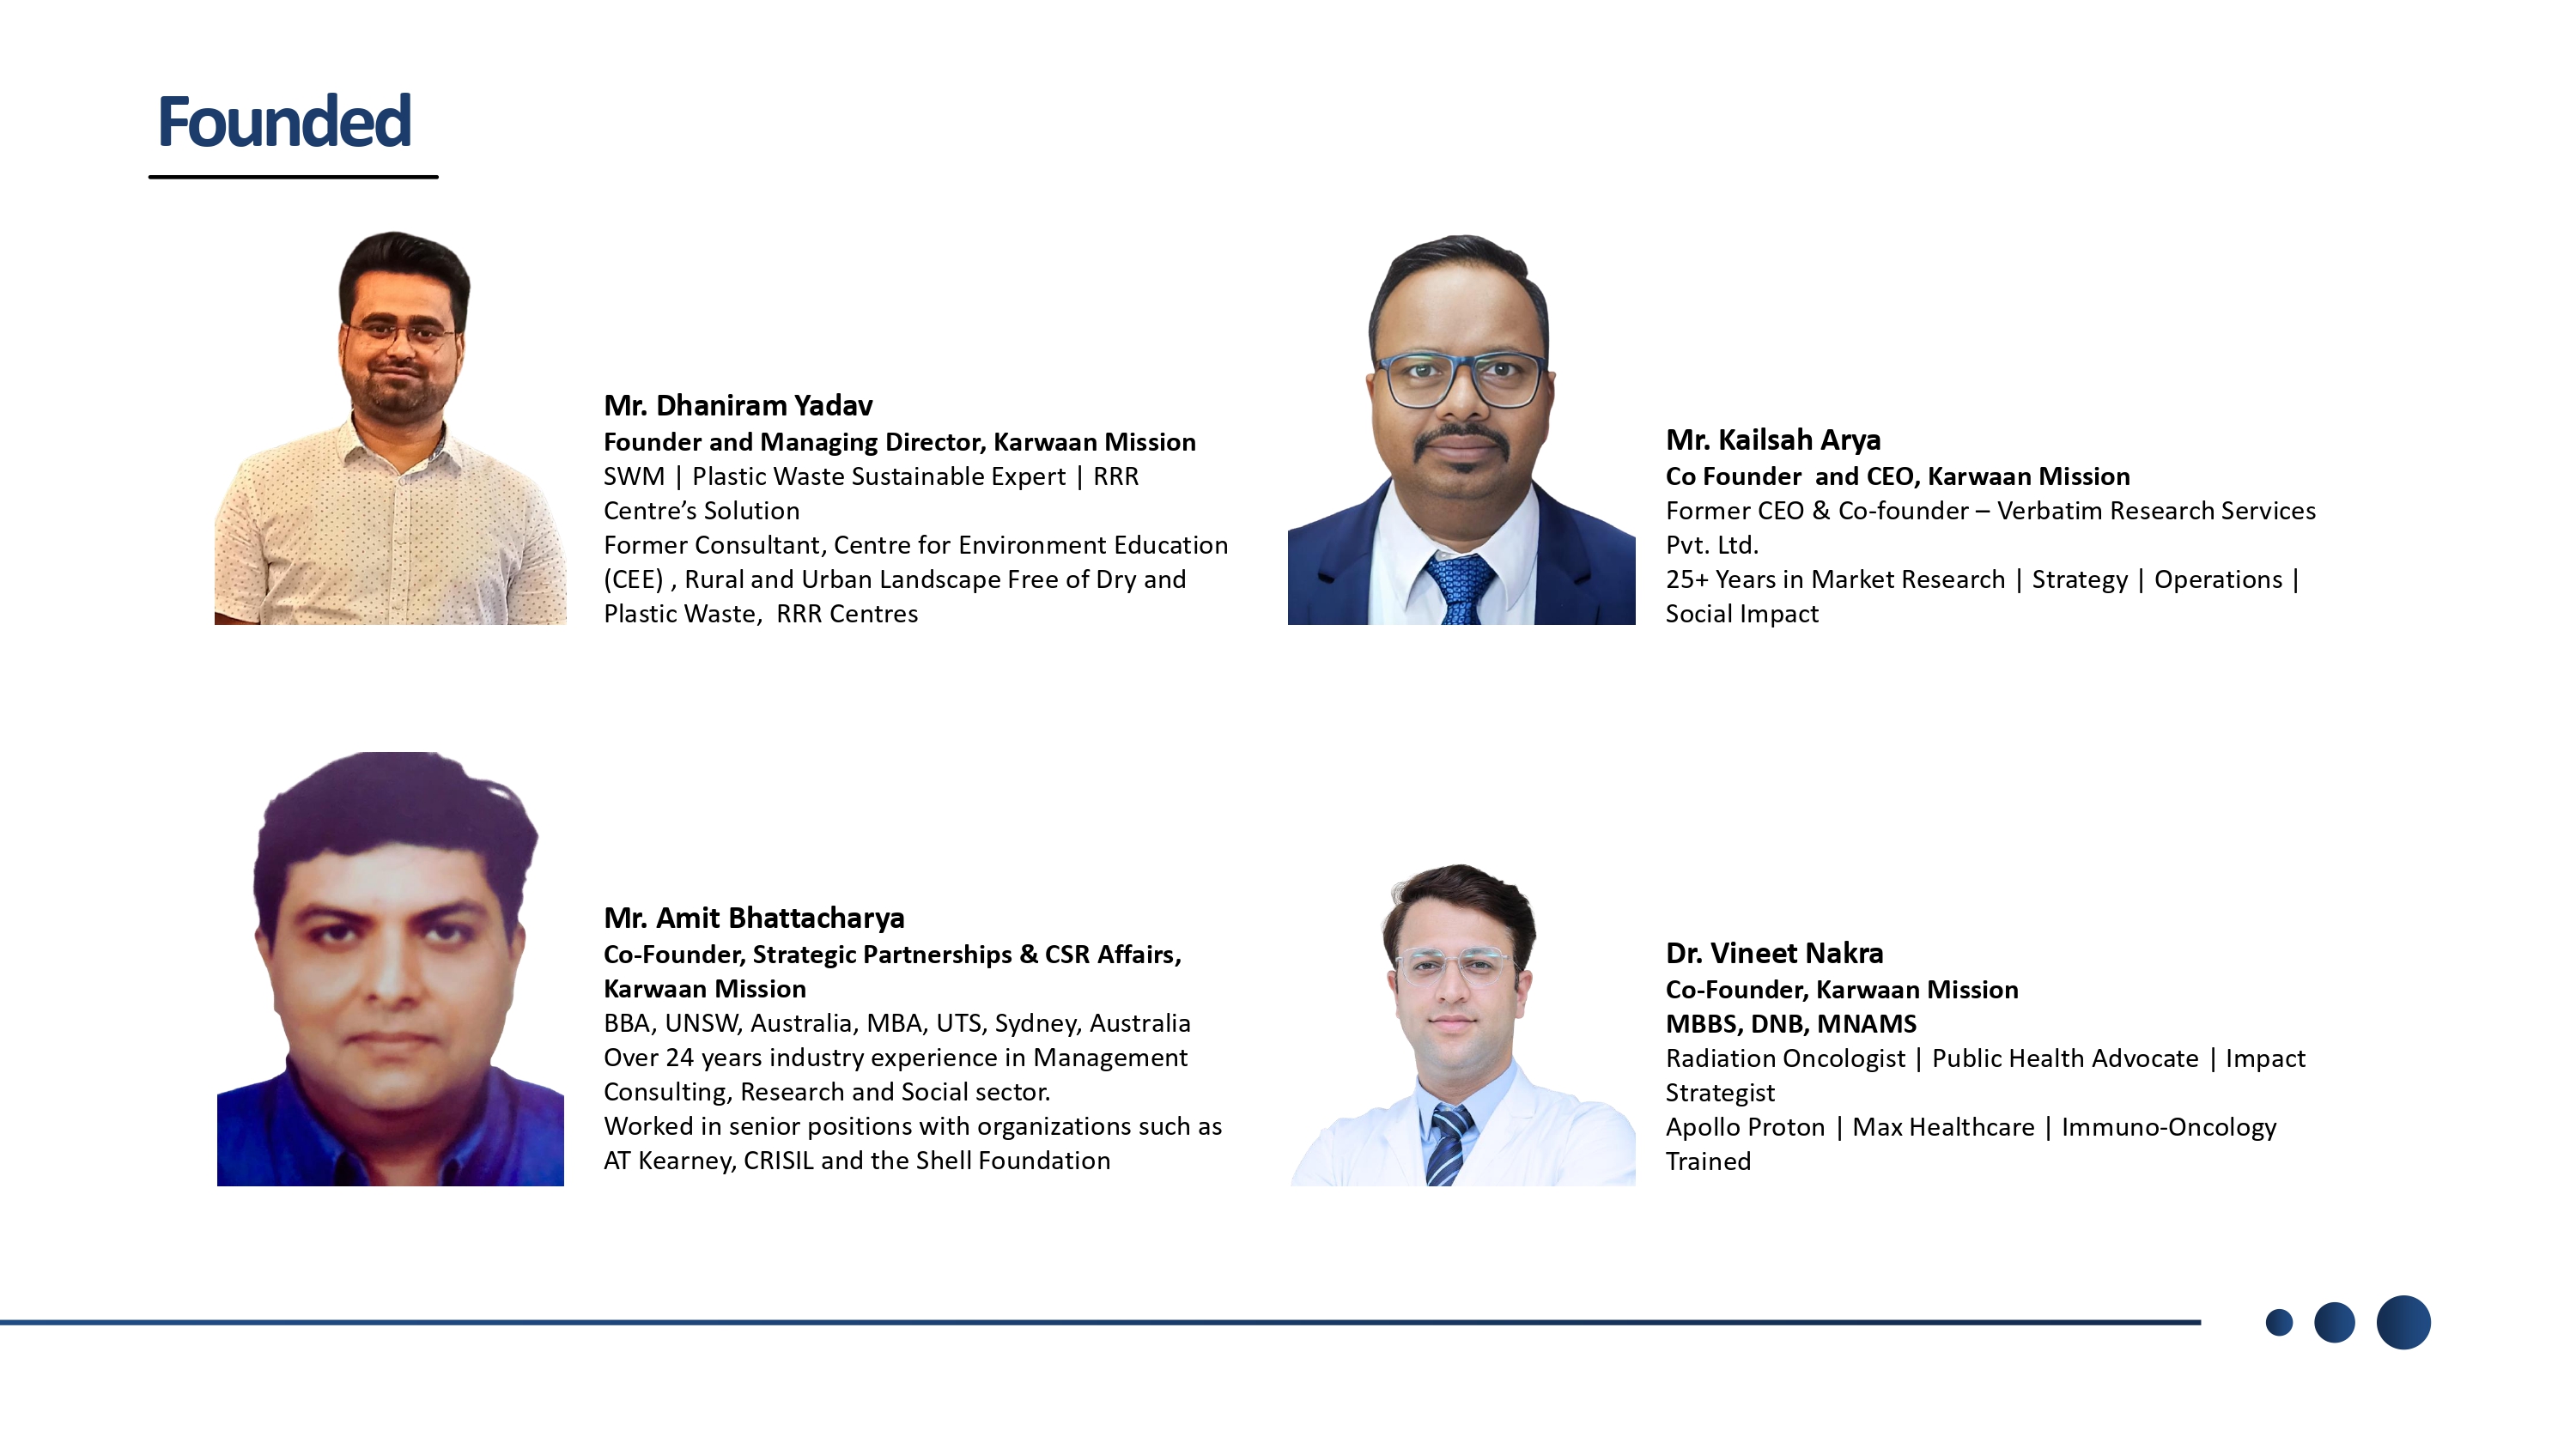 Founded
Mr. Dhaniram Yadav
Founder and Managing Director, Karwaan Mission
SWM | Plastic Waste Sustainable Expert | RRR
Centre’s Solution
Former Consultant, Centre for Environment Education
(CEE) , Rural and Urban Landscape Free of Dry and
Plastic Waste,  RRR Centres
Mr. Kailsah Arya
Co Founder  and CEO, Karwaan Mission
Former CEO & Co-founder – Verbatim Research Services
Pvt. Ltd.
25+ Years in Market Research | Strategy | Operations |
Social Impact
Mr. Amit Bhattacharya
Co-Founder, Strategic Partnerships & CSR Affairs,
Karwaan Mission
BBA, UNSW, Australia, MBA, UTS, Sydney, Australia
Over 24 years industry experience in Management
Consulting, Research and Social sector.
Worked in senior positions with organizations such as
AT Kearney, CRISIL and the Shell Foundation
Dr. Vineet Nakra
Co-Founder, Karwaan Mission
MBBS, DNB, MNAMS
Radiation Oncologist | Public Health Advocate | Impact
Strategist
Apollo Proton | Max Healthcare | Immuno-Oncology
Trained